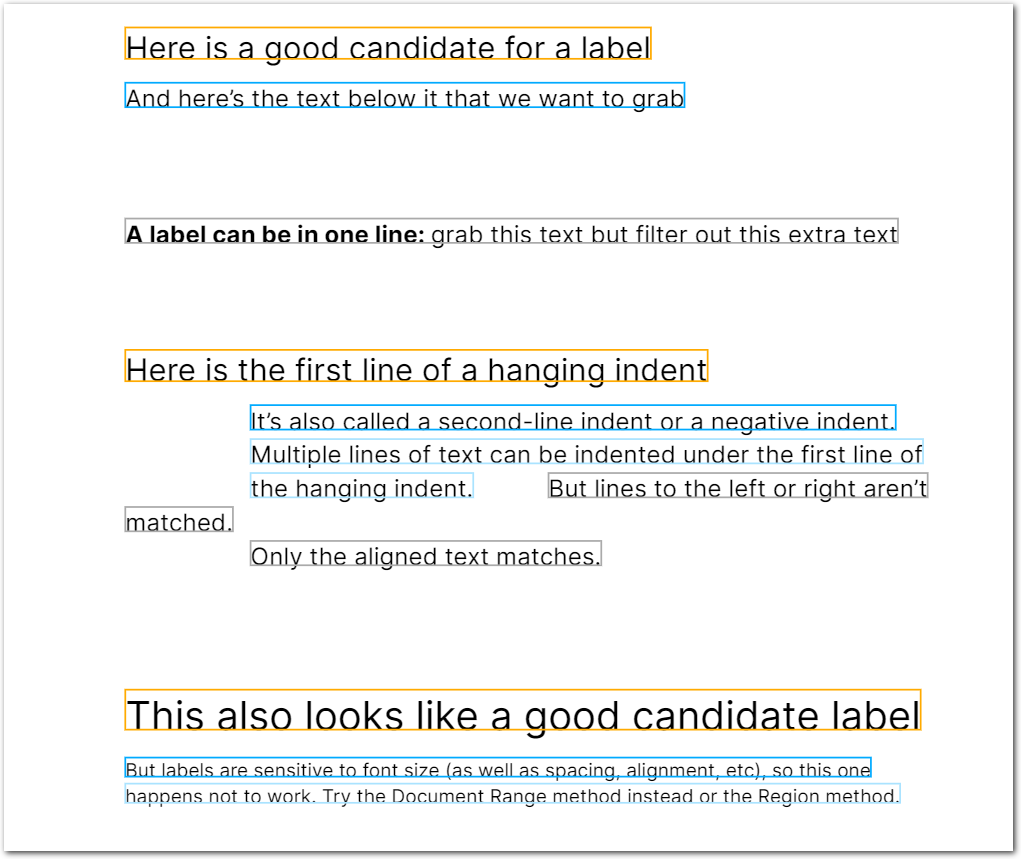 Here is a good candidate for a label
And here’s the text below it that we want to grab
A label can be in one line: grab this text but filter out this extra text
Here is the first line of a hanging indent
It’s also called a second-line indent or a negative indent.
Multiple lines of text can be indented under the first line of
the hanging indent. But lines to the left or right aren’t
matched.
Only the aligned text matches.
This also looks like a good candidate label
But labels are sensitive to font size (as well as spacing, alignment, etc), so this one
happens not to work. Try the Document Range method instead or the Region method.